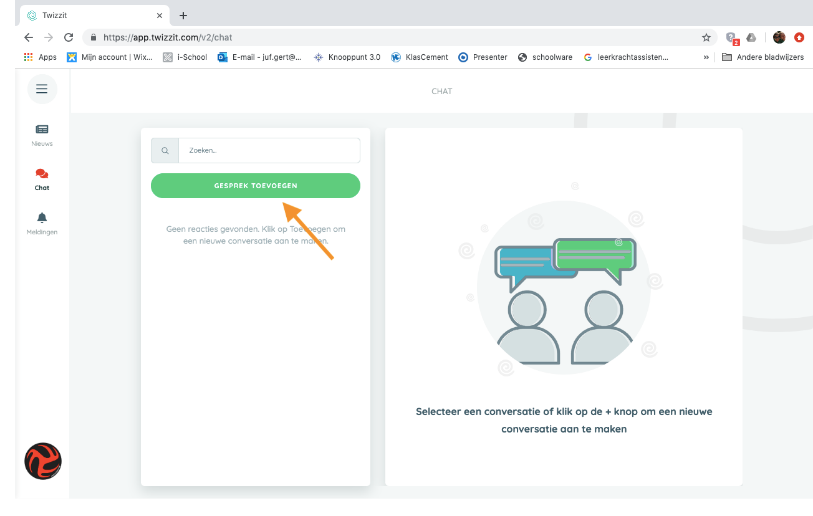 Twizzit
https://app.twizzit.com/v2/chat
Apps Mijn account | Wix... i-School E-mail - juf.gert@... Knooppunt 3.0 KlasCement Presenter schoolware leerkrachtassisten... » Andere bladwijzers
CHAT
Nieuws
Chat
Meldingen
Zoeken...
GESPREK TOEVOEGEN
Geen reacties gevonden. Klik op Toevoegen om
een nieuwe conversatie aan te maken.
Selecteer een conversatie of klik op de + knop om een nieuwe
conversatie aan te maken